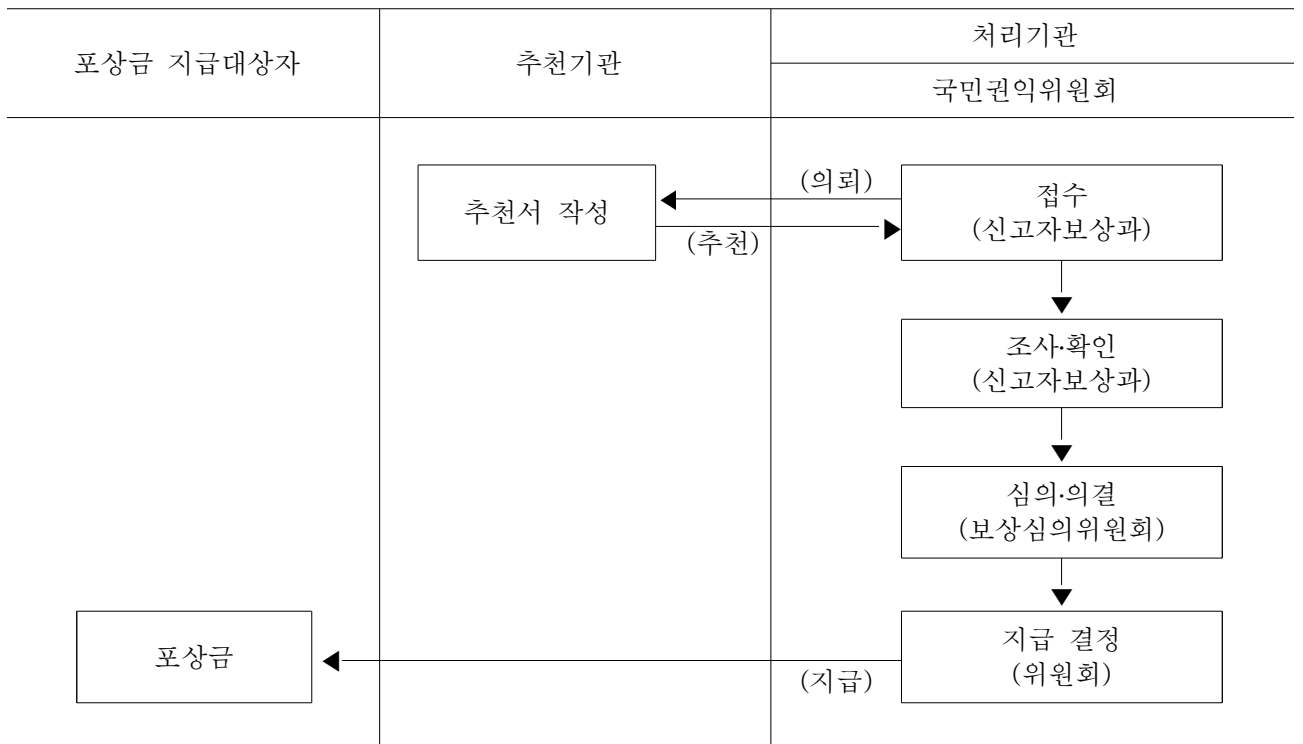 포상금 지급대상자
추천기관
처리기관
국민권익위원회
추천서 작성
(의뢰)
(추천)
접수
(신고자보상과)
조사·확인
(신고자보상과)
심의·의결
(보상심의위원회)
포상금
(지급)
지급 결정
(위원회)